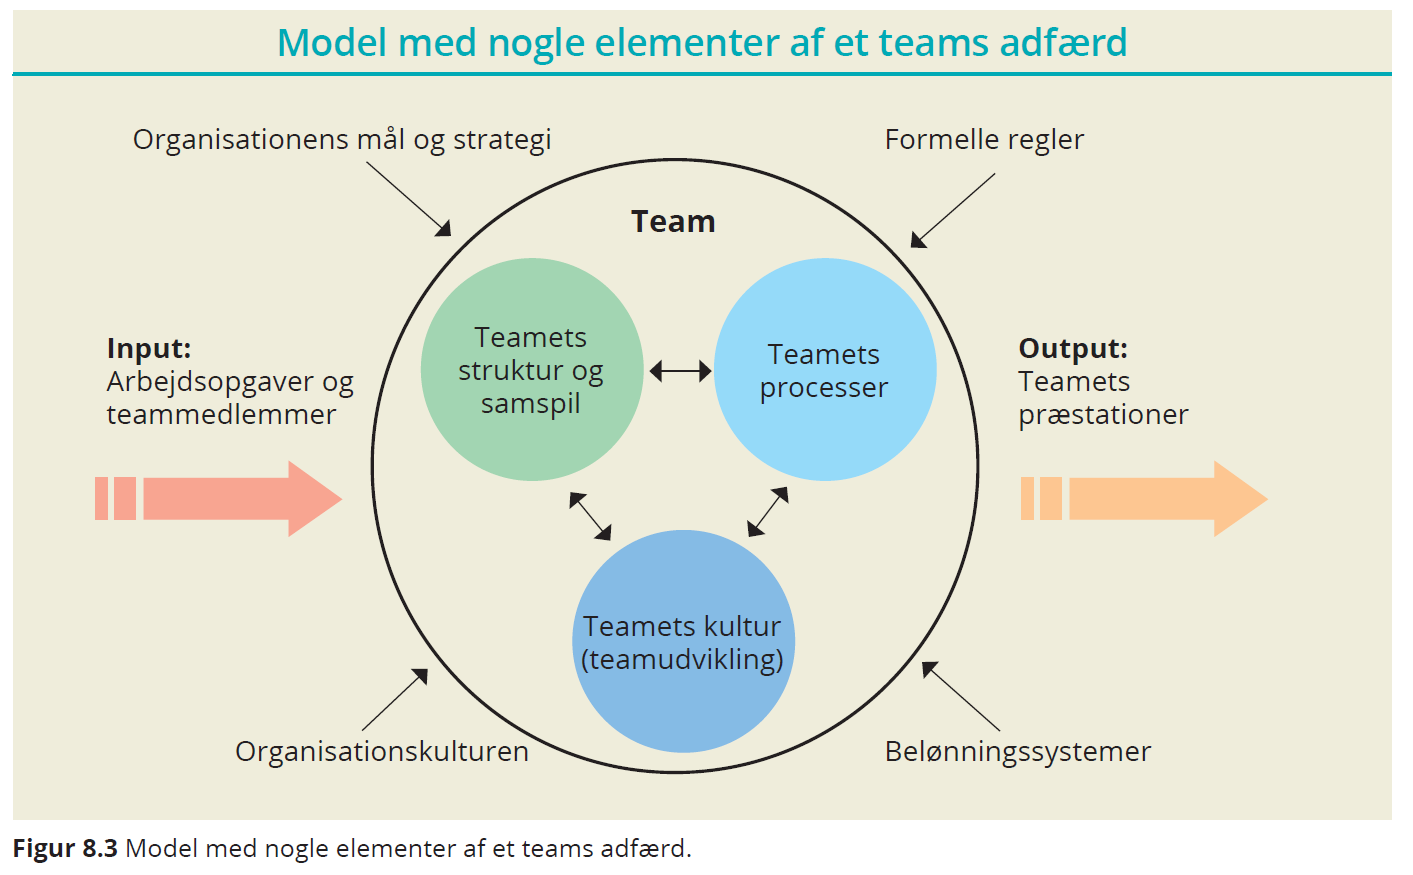 Model med nogle elementer af et teams adfærd
Organisationens mål og strategi
Formelle regler
Team
Teamets
struktur og
samspil
Teamets
processer
Input:
Arbejdsopgaver og
teammedlemmer
Output:
Teamets
præstationer
Teamets kultur
(teamudvikling)
Organisationskulturen
Belønningssystemer
Figur 8.3 Model med nogle elementer af et teams adfærd.